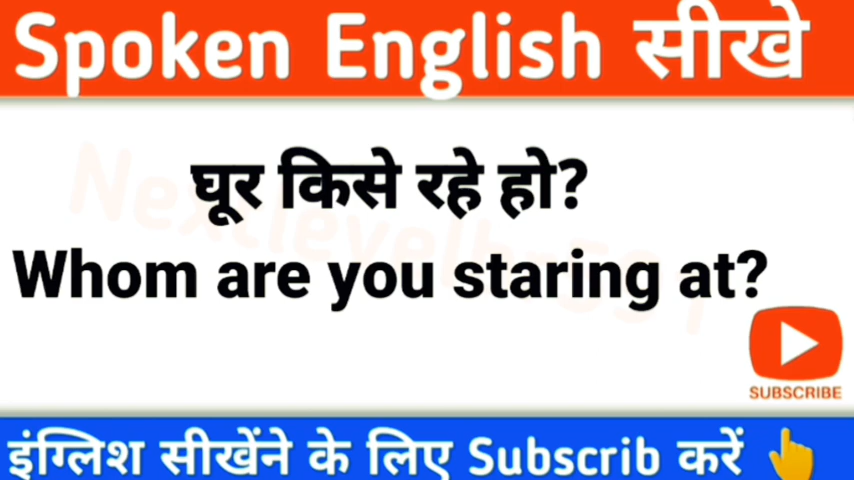 Spoken English सीखे
घूर किसे रहे हो?
Whom are you staring at?
SUBSCRIBE
इंग्लिश सीखेंने के लिए Subscrib करें